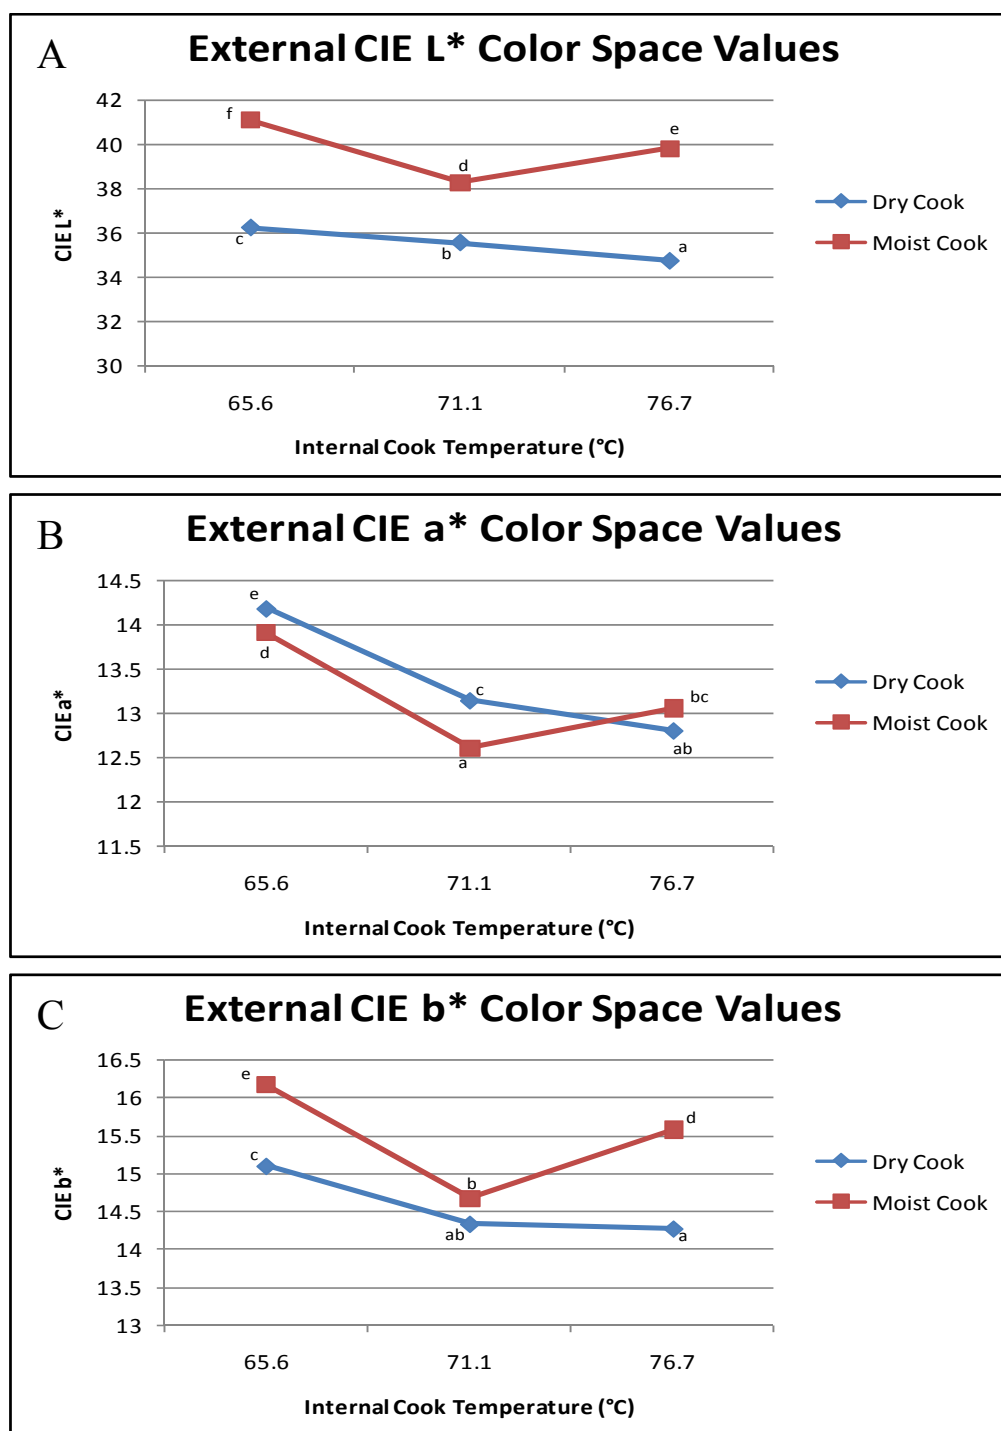 A
External CIE L* Color Space Values
42
40
38
36
34
32
30
CIE L*
f
d
e
c
b
a
65.6 71.1 76.7
Internal Cook Temperature (°C)
Dry Cook
Moist Cook
B
External CIE a* Color Space Values
14.5
14
13.5
13
12.5
12
11.5
CIE a*
e
d
c
bc
a
ab
65.6 71.1 76.7
Internal Cook Temperature (°C)
Dry Cook
Moist Cook
C
External CIE b* Color Space Values
16.5
16
15.5
15
14.5
14
13.5
13
CIE b*
e
d
c
b
ab
a
65.6 71.1 76.7
Internal Cook Temperature (°C)
Dry Cook
Moist Cook